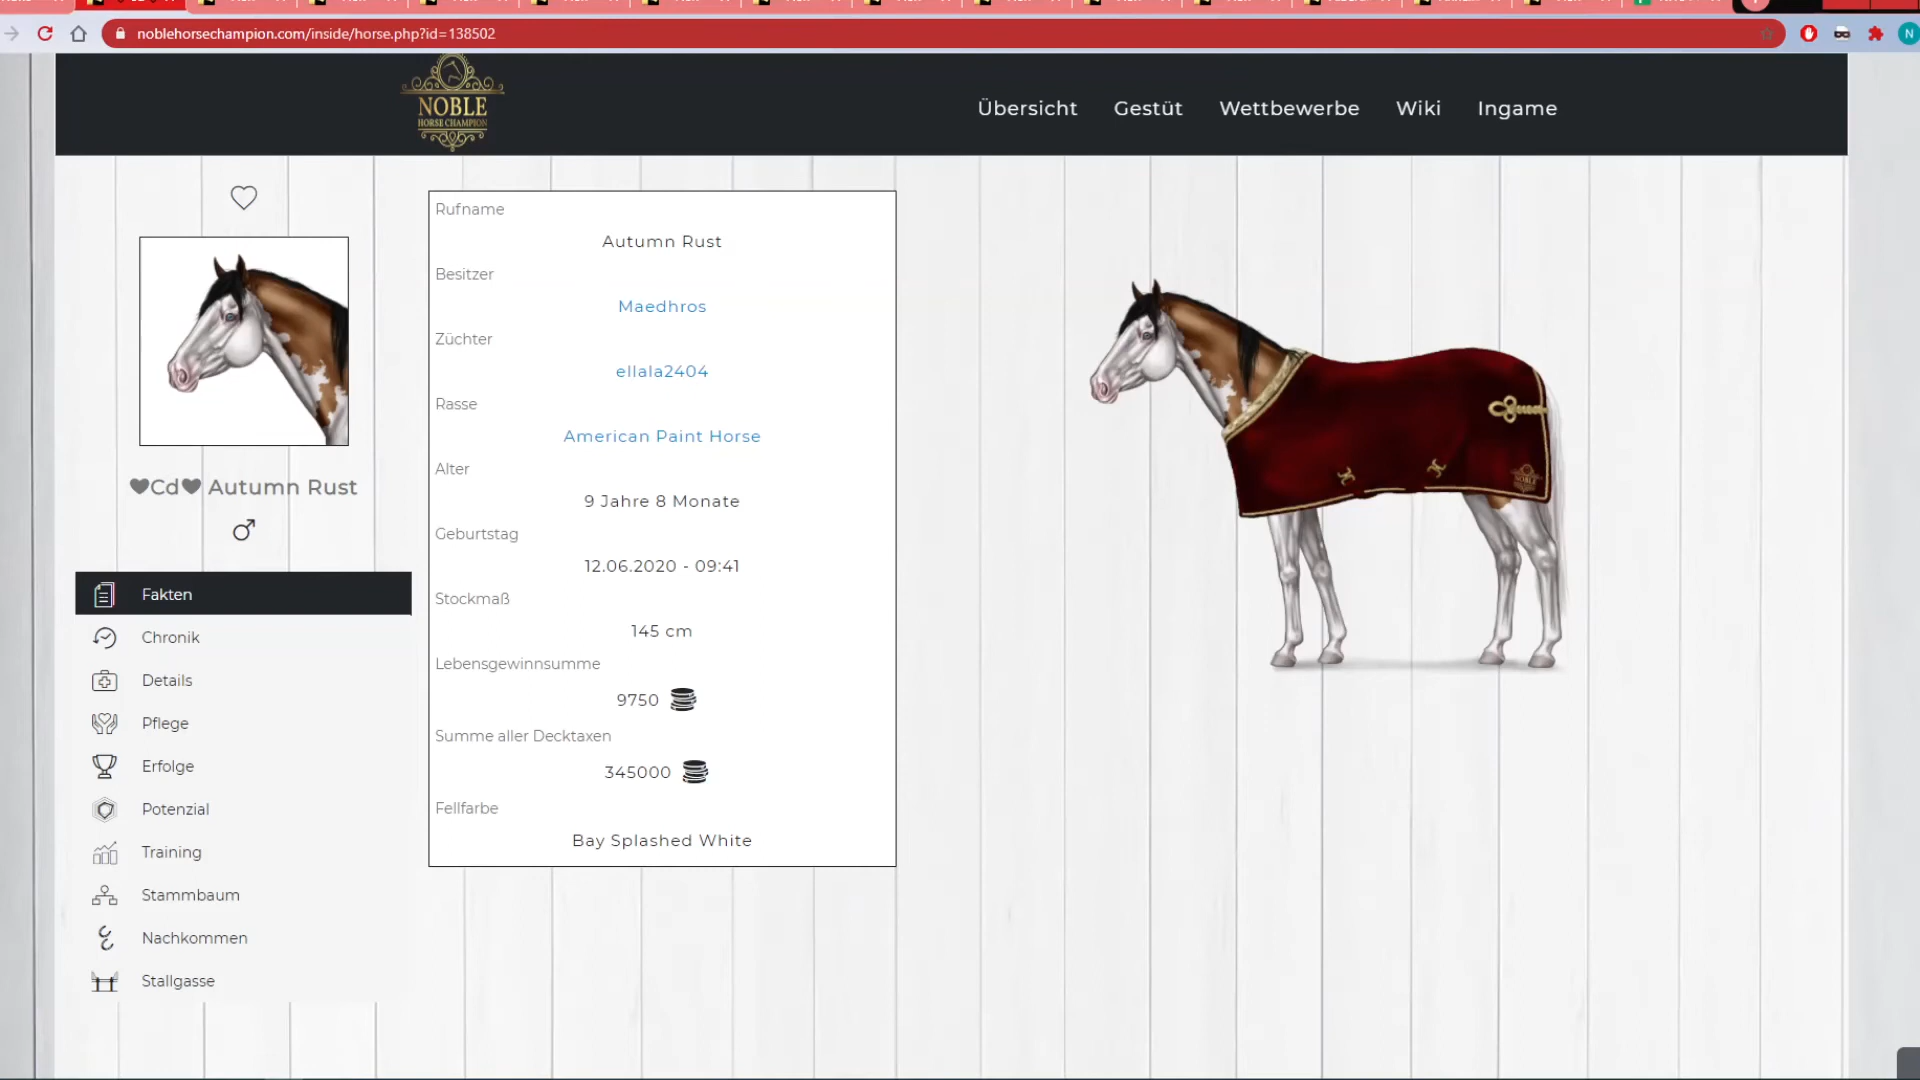 noblehorsechampion.com/inside/horse.php?id=138502
N
NOBLE
HORSE CHAMPION
Übersicht
Gestüt
Wettbewerbe
Wiki
Ingame
Rufname
Autumn Rust
Besitzer
Maedhros
Züchter
ellala2404
Rasse
American Paint Horse
Alter
9 Jahre 8 Monate
Geburtstag
12.06.2020 - 09:41
Stockmaß
145 cm
Lebensgewinnsumme
9750
Summe aller Decktaxen
345000
Fellfarbe
Bay Splashed White
♥Cd♥ Autumn Rust
Fakten
Chronik
Details
Pflege
Erfolge
Potenzial
Training
Stammbaum
Nachkommen
Stallgasse
NOBLE